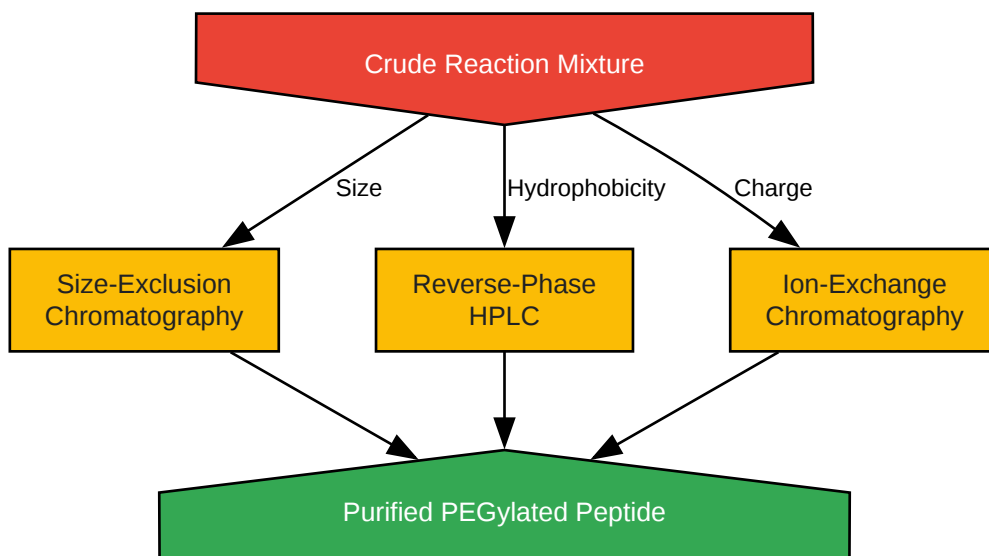 Crude Reaction Mixture
Size
Hydrophobicity
Charge
Size-Exclusion
Chromatography
Reverse-Phase
HPLC
Ion-Exchange
Chromatography
Purified PEGylated Peptide